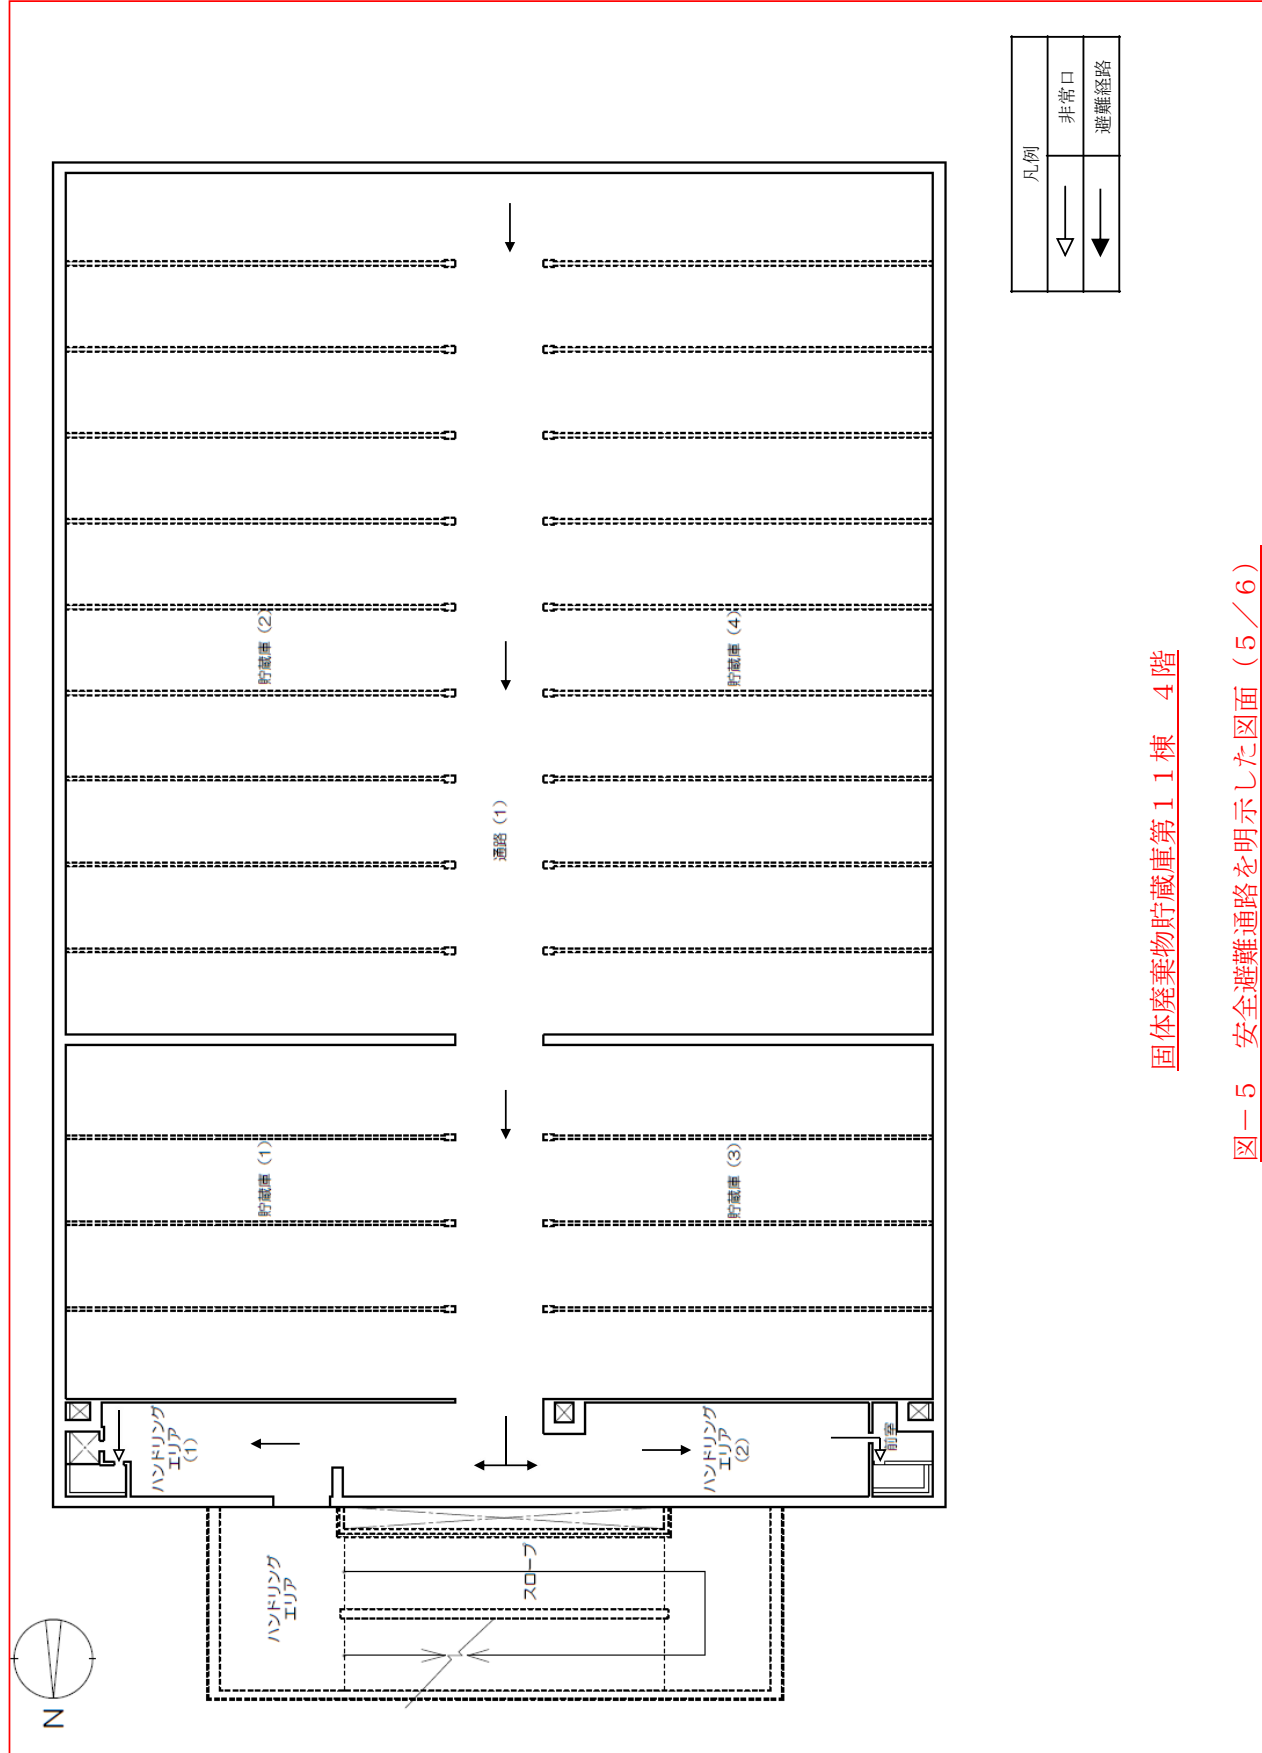 凡例
非常口
避難経路
貯蔵庫（2）
貯蔵庫（4）
通路（1）
貯蔵庫（1）
貯蔵庫（3）
ハンドリング
エリア
（1）
ハンドリング
エリア
（2）
前室
ハンドリング
エリア
スロープ
N
固体廃棄物貯蔵庫第１１棟　４階
図－５　安全避難通路を明示した図面（５／６）